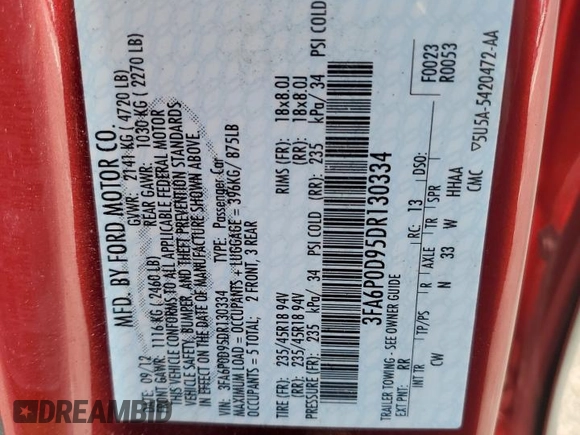 MFD. BY FORD MOTOR CO.
DATE: 09/12 GVWR: 2141 KG ( 4720 LB)
FRONT GAWR: 1116KG ( 2460LB) REAR GAWR: 1030 KG ( 2270 LB)
THIS VEHICLE CONFORMS TO ALL APPLICABLE FEDERAL MOTOR
VEHICLE SAFETY, BUMPER, AND THEFT PREVENTION STANDARDS
IN EFFECT ON THE DATE OF MANUFACTURE SHOWN ABOVE.
VIN: 3FA6P0D95DR130334 TYPE: Passenger Car
MAXIMUM LOAD = OCCUPANTS + LUGGAGE = 396KG / 875LB
OCCUPANTS = 5 TOTAL; 2 FRONT, 3 REAR
TIRE (FR): 235/45R18 94V RIMS (FR): 18x8.0J
(RR): 235/45R18 94V (RR): 18x8.0J
PRESSURE (FR): 235 kPa/ 34 PSI COLD (RR): 235 kPa/ 34 PSI COLD
3FA6P0D95DR130334
TRAILER TOWING - SEE OWNER GUIDE
EXT PNT: RR RC: 13 DSO: F0023
R0053
INT TR TP/PS R AXLE TR SPR
CW N 33 W HHAAA
CMC 5U5A-5420472-AA
DREAMBID